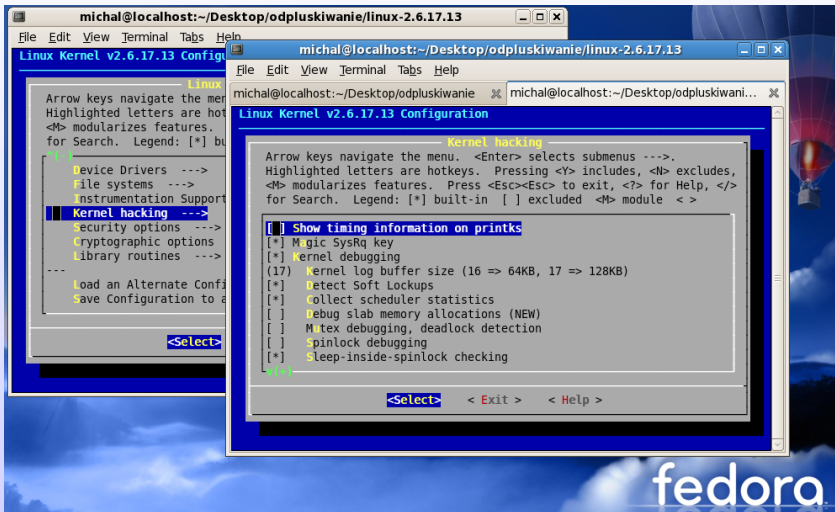 michal@localhost:~/Desktop/odpluskiwanie/linux-2.6.17.13
File Edit View Terminal Tabs Help
Linux Kernel v2.6.17.13 Configu
Linux
Arrow keys navigate the men
Highlighted letters are hot
<M> modularizes features.
for Search. Legend: [*] bu
^(-)
Device Drivers --->
File systems --->
Instrumentation Support
Kernel hacking --->
Security options --->
Cryptographic options
Library routines --->
---
Load an Alternate Confi
Save Configuration to a
<Select>
michal@localhost:~/Desktop/odpluskiwanie/linux-2.6.17.13
File Edit View Terminal Tabs Help
michal@localhost:~/Desktop/odpluskiwanie michal@localhost:~/Desktop/odpluskiwani...
Linux Kernel v2.6.17.13 Configuration
Kernel hacking
Arrow keys navigate the menu. <Enter> selects submenus --->.
Highlighted letters are hotkeys. Pressing <Y> includes, <N> excludes,
<M> modularizes features. Press <Esc><Esc> to exit, <?> for Help, </>
for Search. Legend: [*] built-in [ ] excluded <M> module < >
[ ] Show timing information on printks
[*] Magic SysRq key
[*] Kernel debugging
(17) Kernel log buffer size (16 => 64KB, 17 => 128KB)
[*] Detect Soft Lockups
[*] Collect scheduler statistics
[ ] Debug slab memory allocations (NEW)
[ ] Mutex debugging, deadlock detection
[ ] Spinlock debugging
[*] Sleep-inside-spinlock checking
v(+)
<Select> < Exit > < Help >
fedora